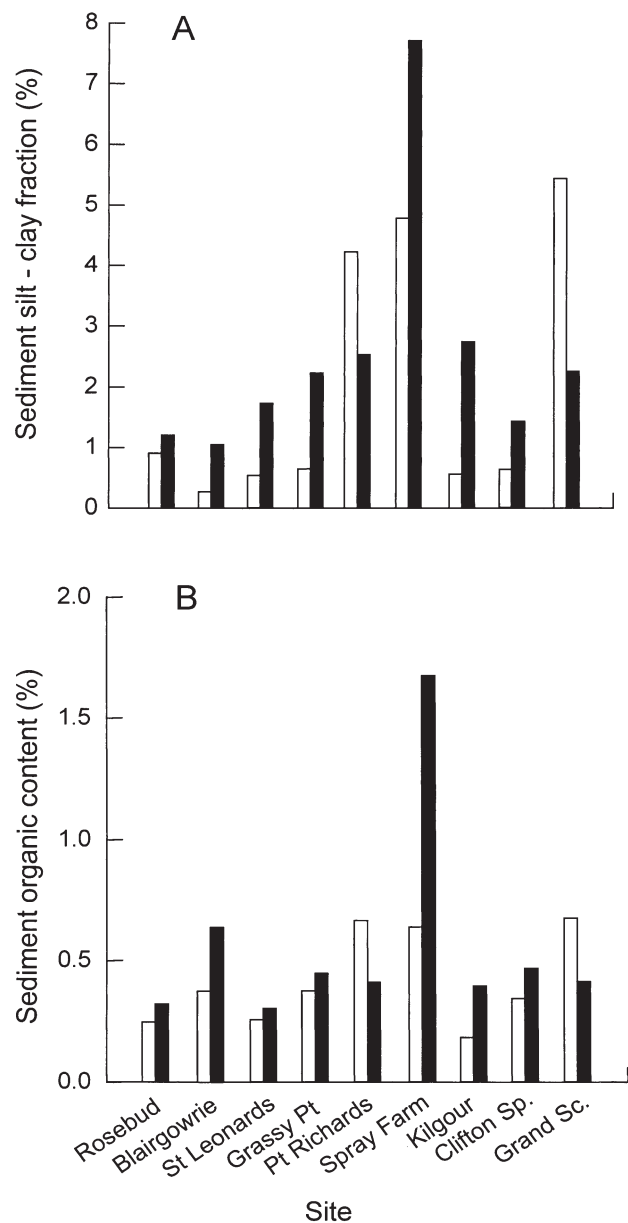 A
Sediment silt - clay fraction (%)
8
7
6
5
4
3
2
1
0
B
Sediment organic content (%)
2.0
1.5
1.0
0.5
0.0
Rosebud
Blairgowrie
St Leonards
Grassy Pt
Pt Richards
Spray Farm
Kilgour
Clifton Sp.
Grand Sc.
Site